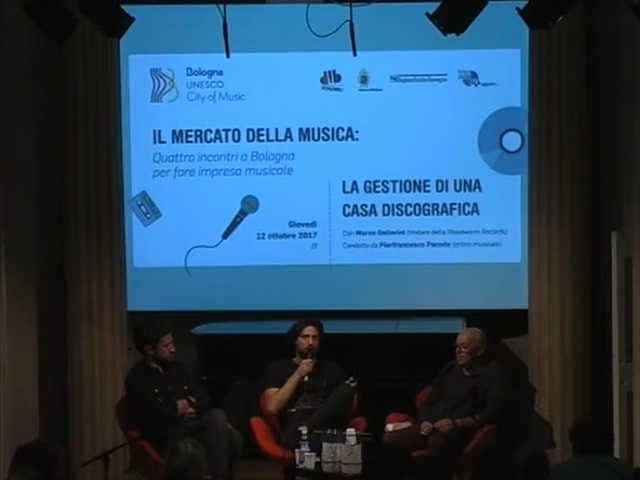 Bologna
UNESCO
City of Music
IL MERCATO DELLA MUSICA:
Quattro incontri a Bologna
per fare impresa musicale
Giovedì
12 ottobre 2017
//
LA GESTIONE DI UNA
CASA DISCOGRAFICA
Con Marco Gallorini (titolare della Woodworm Records)
Condotto da Pierfrancesco Pacoda (critico musicale)